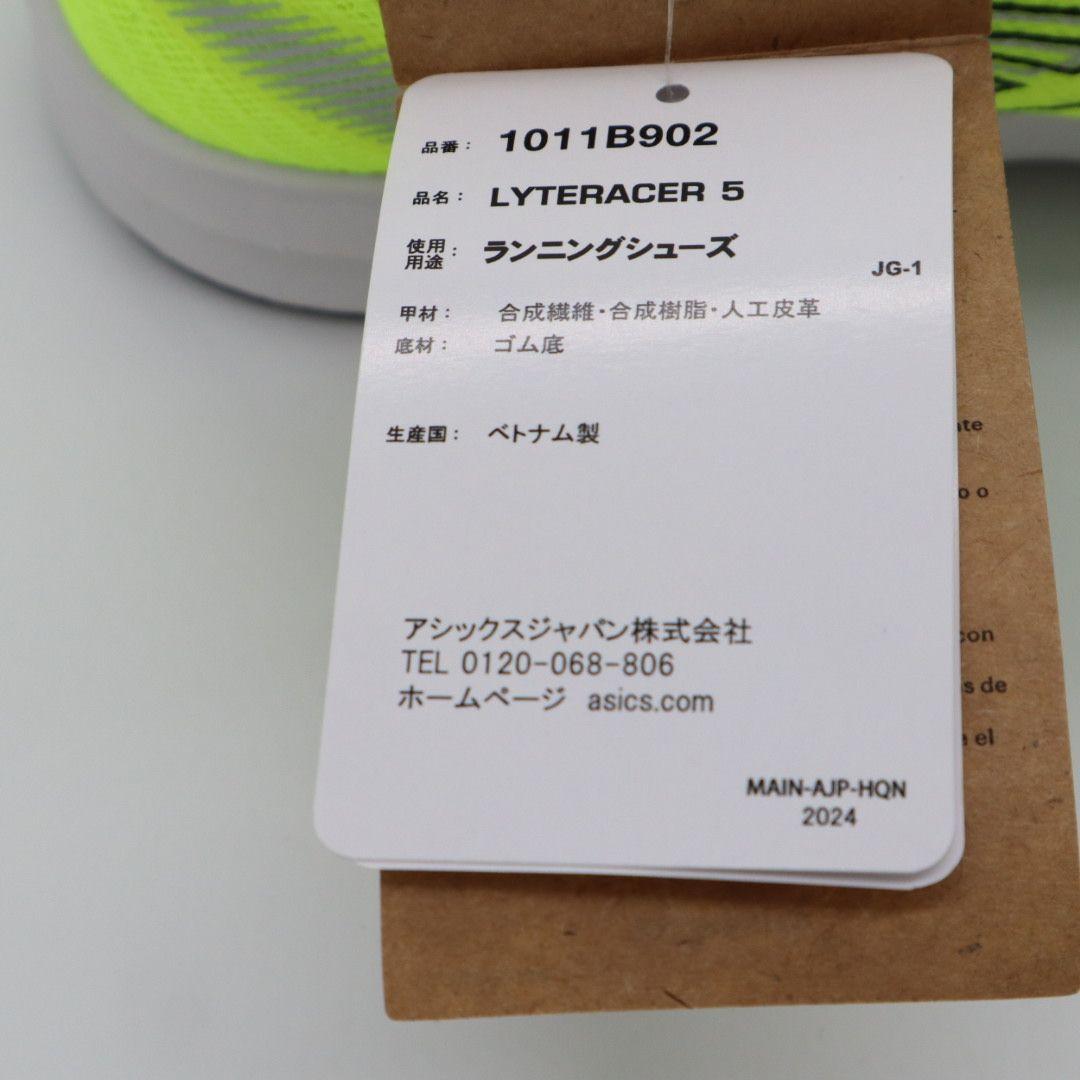 品番： 1011B902
品名： LYTERACER 5
使用用途： ランニングシューズ
JG-1
甲材： 合成繊維・合成樹脂・人工皮革
底材： ゴム底
生産国： ベトナム製
アシックスジャパン株式会社
TEL 0120-068-806
ホームページ asics.com
MAIN-AJP-HQN
2024
o o
con
s de
el